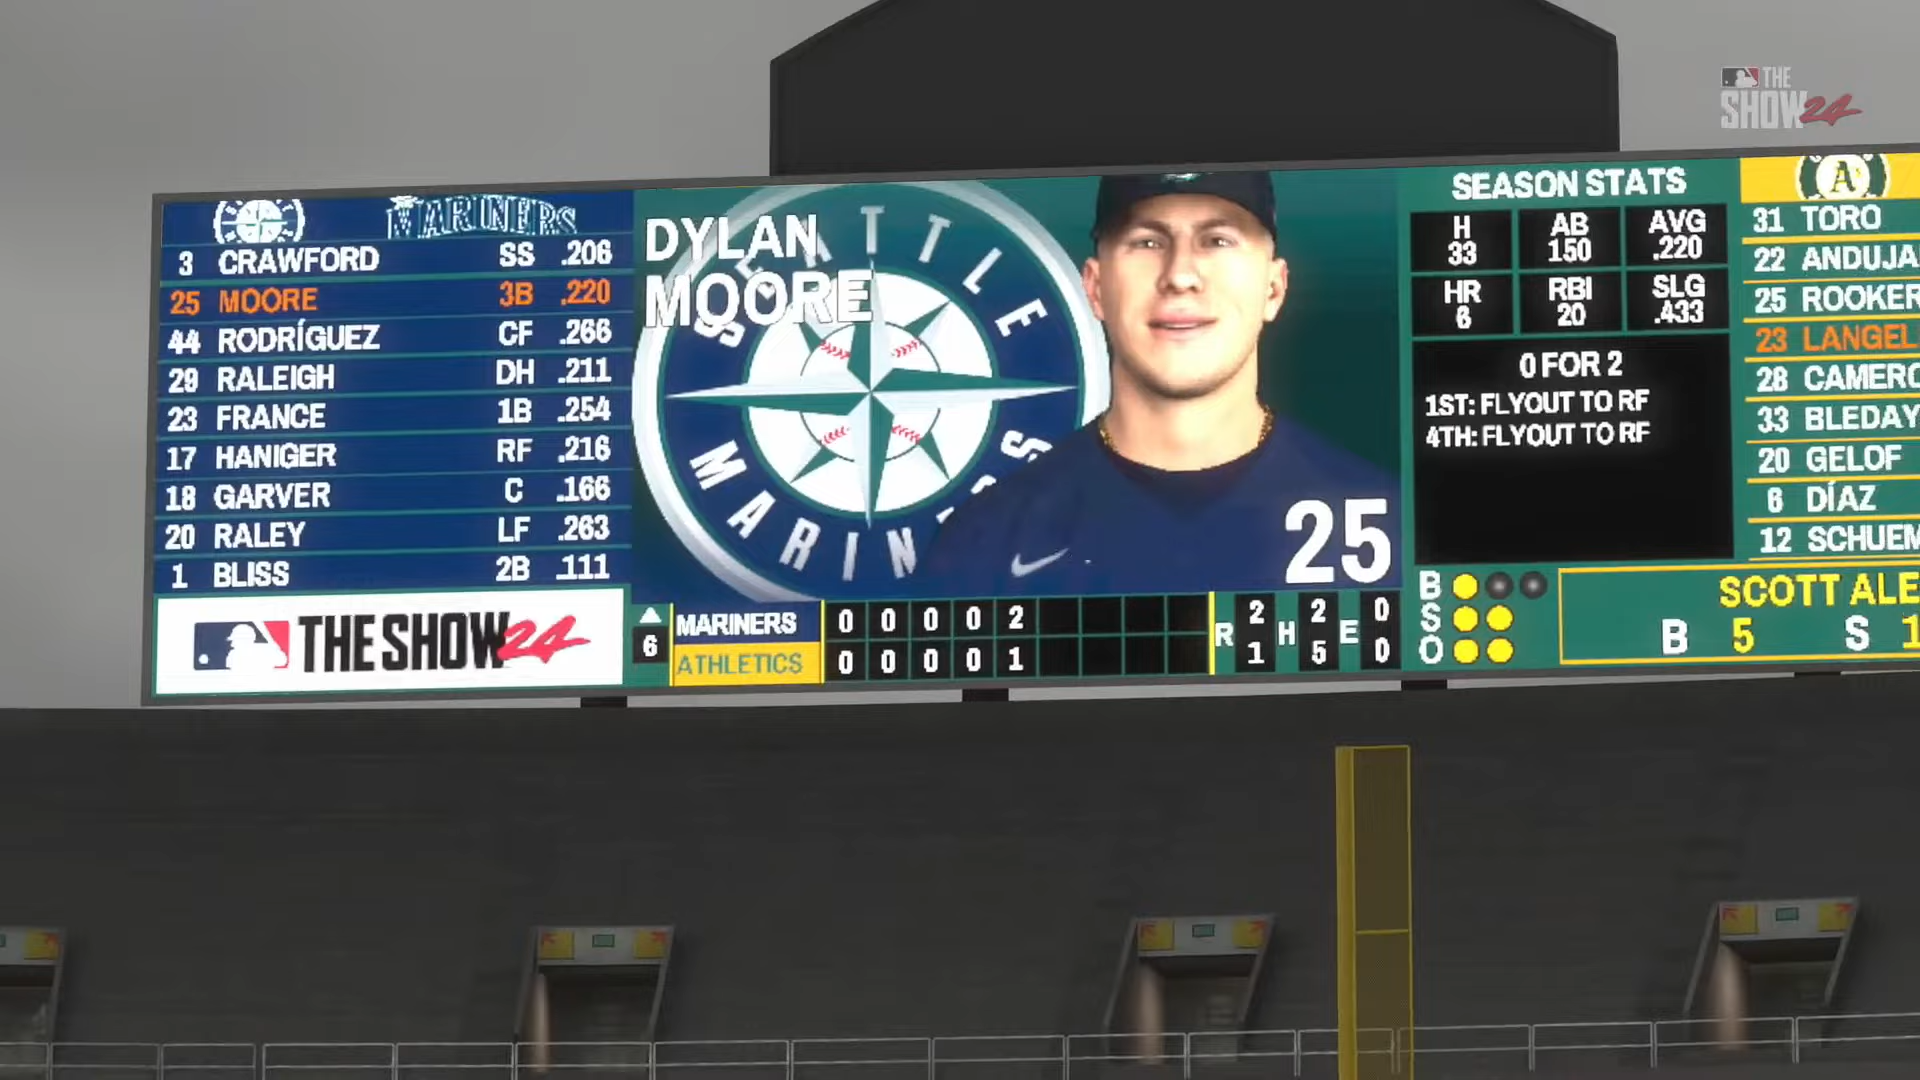 THE
SHOW 24
MARINERS
3 CRAWFORD SS .206
25 MOORE 3B .220
44 RODRÍGUEZ CF .266
29 RALEIGH DH .211
23 FRANCE 1B .254
17 HANIGER RF .216
18 GARVER C .166
20 RALEY LF .263
1 BLISS 2B .111
THE SHOW 24
DYLAN
MOORE
SEATTLE
MARIN S
25
SEASON STATS
H AB AVG
33 150 .220
HR RBI SLG
6 20 .433
0 FOR 2
1ST: FLYOUT TO RF
4TH: FLYOUT TO RF
A's
31 TORO
22 ANDUJA
25 ROOKER
23 LANGEL
28 CAMERO
33 BLEDAY
20 GELOF
6 DÍAZ
12 SCHUEM
6
MARINERS 0 0 0 0 2
ATHLETICS 0 0 0 0 1
R 2 H 2 E 0
1 5 0
B
S
O
SCOTT ALE
B 5 S 1